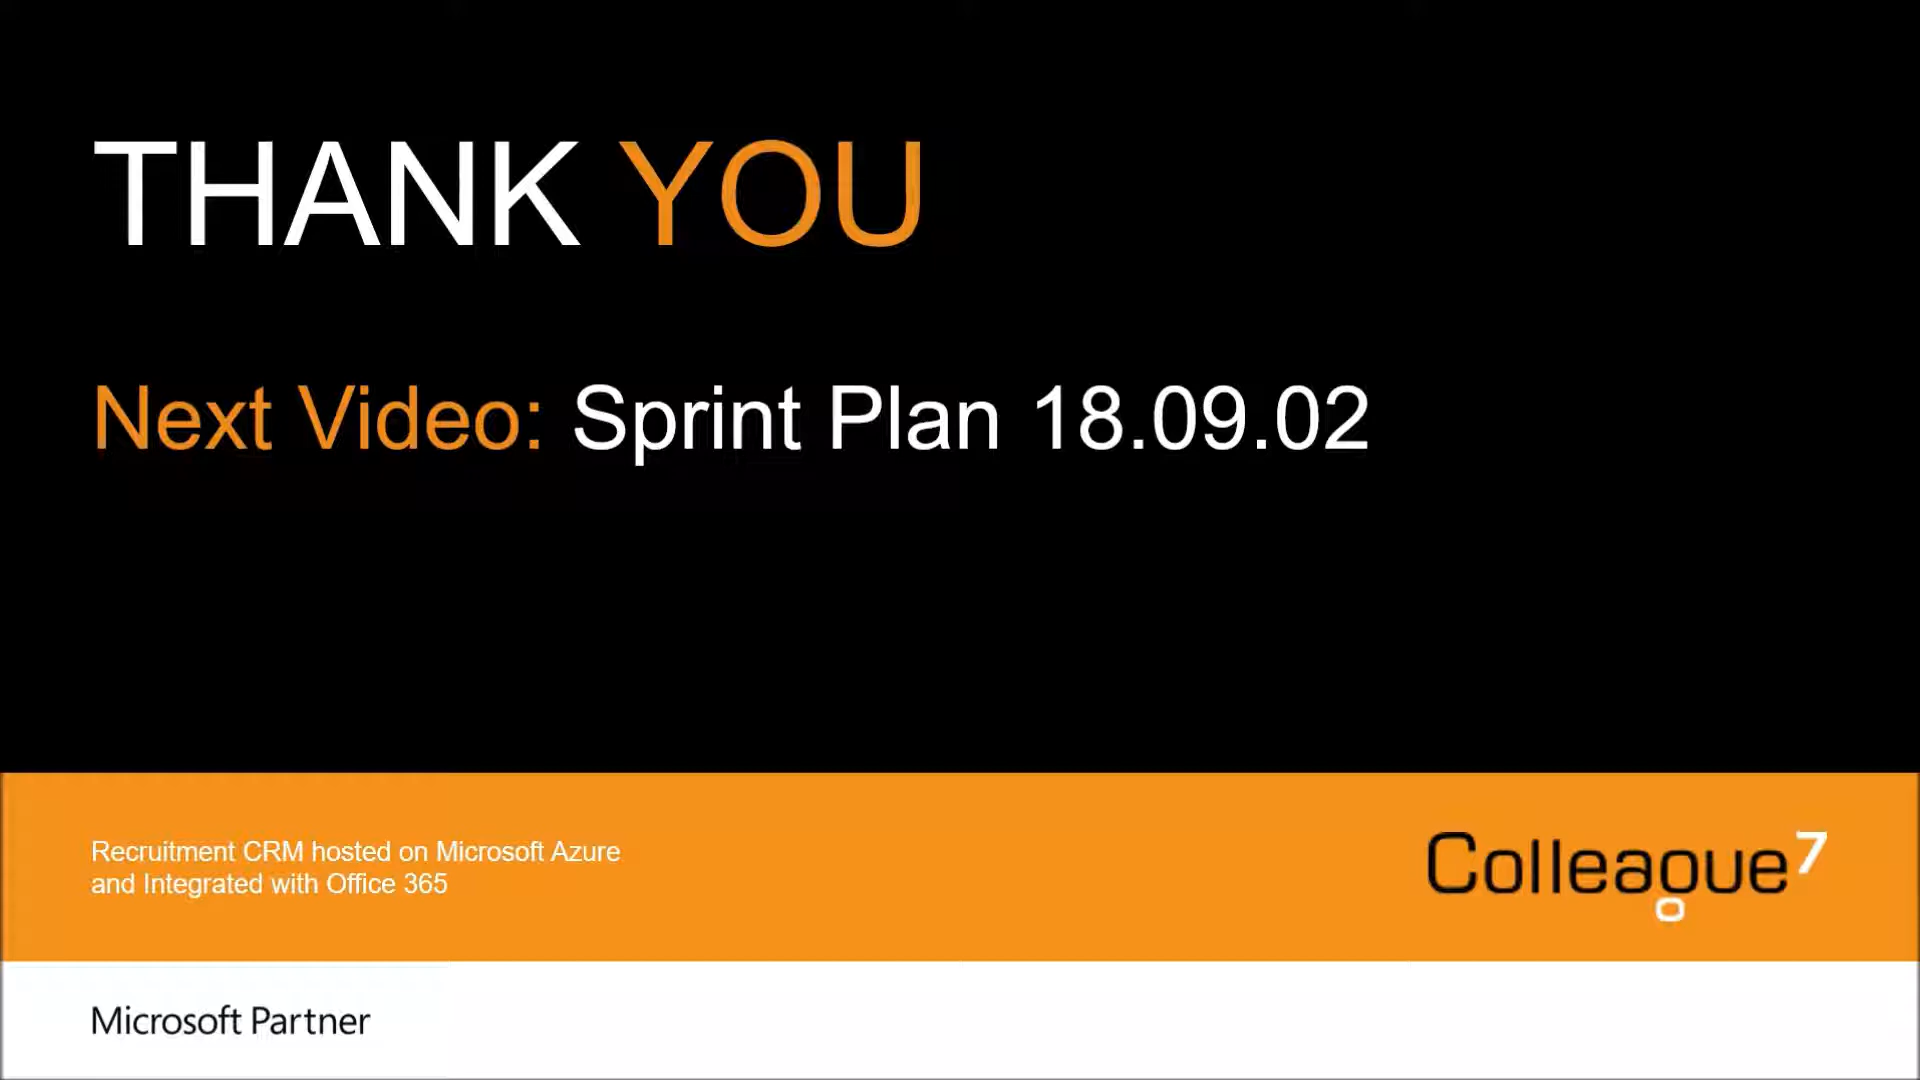 THANK YOU
Next Video: Sprint Plan 18.09.02
Recruitment CRM hosted on Microsoft Azure
and Integrated with Office 365
Colleague7
Microsoft Partner